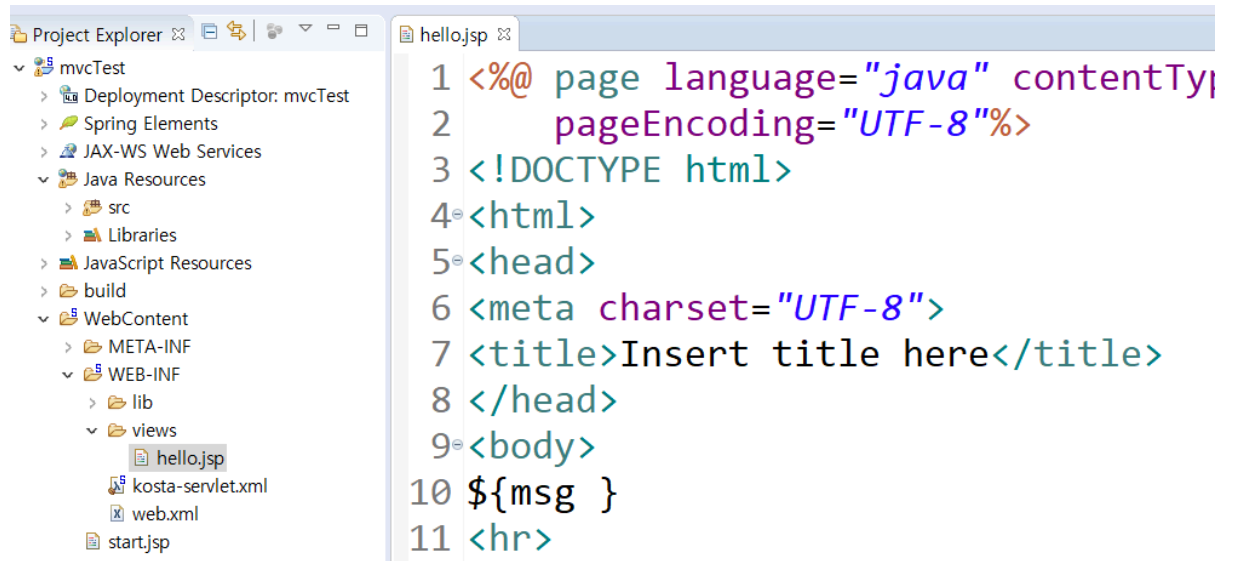 Project Explorer
mvcTest
Deployment Descriptor: mvcTest
Spring Elements
JAX-WS Web Services
Java Resources
src
Libraries
JavaScript Resources
build
WebContent
META-INF
WEB-INF
lib
views
hello.jsp
kosta-servlet.xml
web.xml
start.jsp
hello.jsp
1 <%@ page language="java" contentTyp
2     pageEncoding="UTF-8"%>
3 <!DOCTYPE html>
4 <html>
5 <head>
6 <meta charset="UTF-8">
7 <title>Insert title here</title>
8 </head>
9 <body>
10 ${msg }
11 <hr>